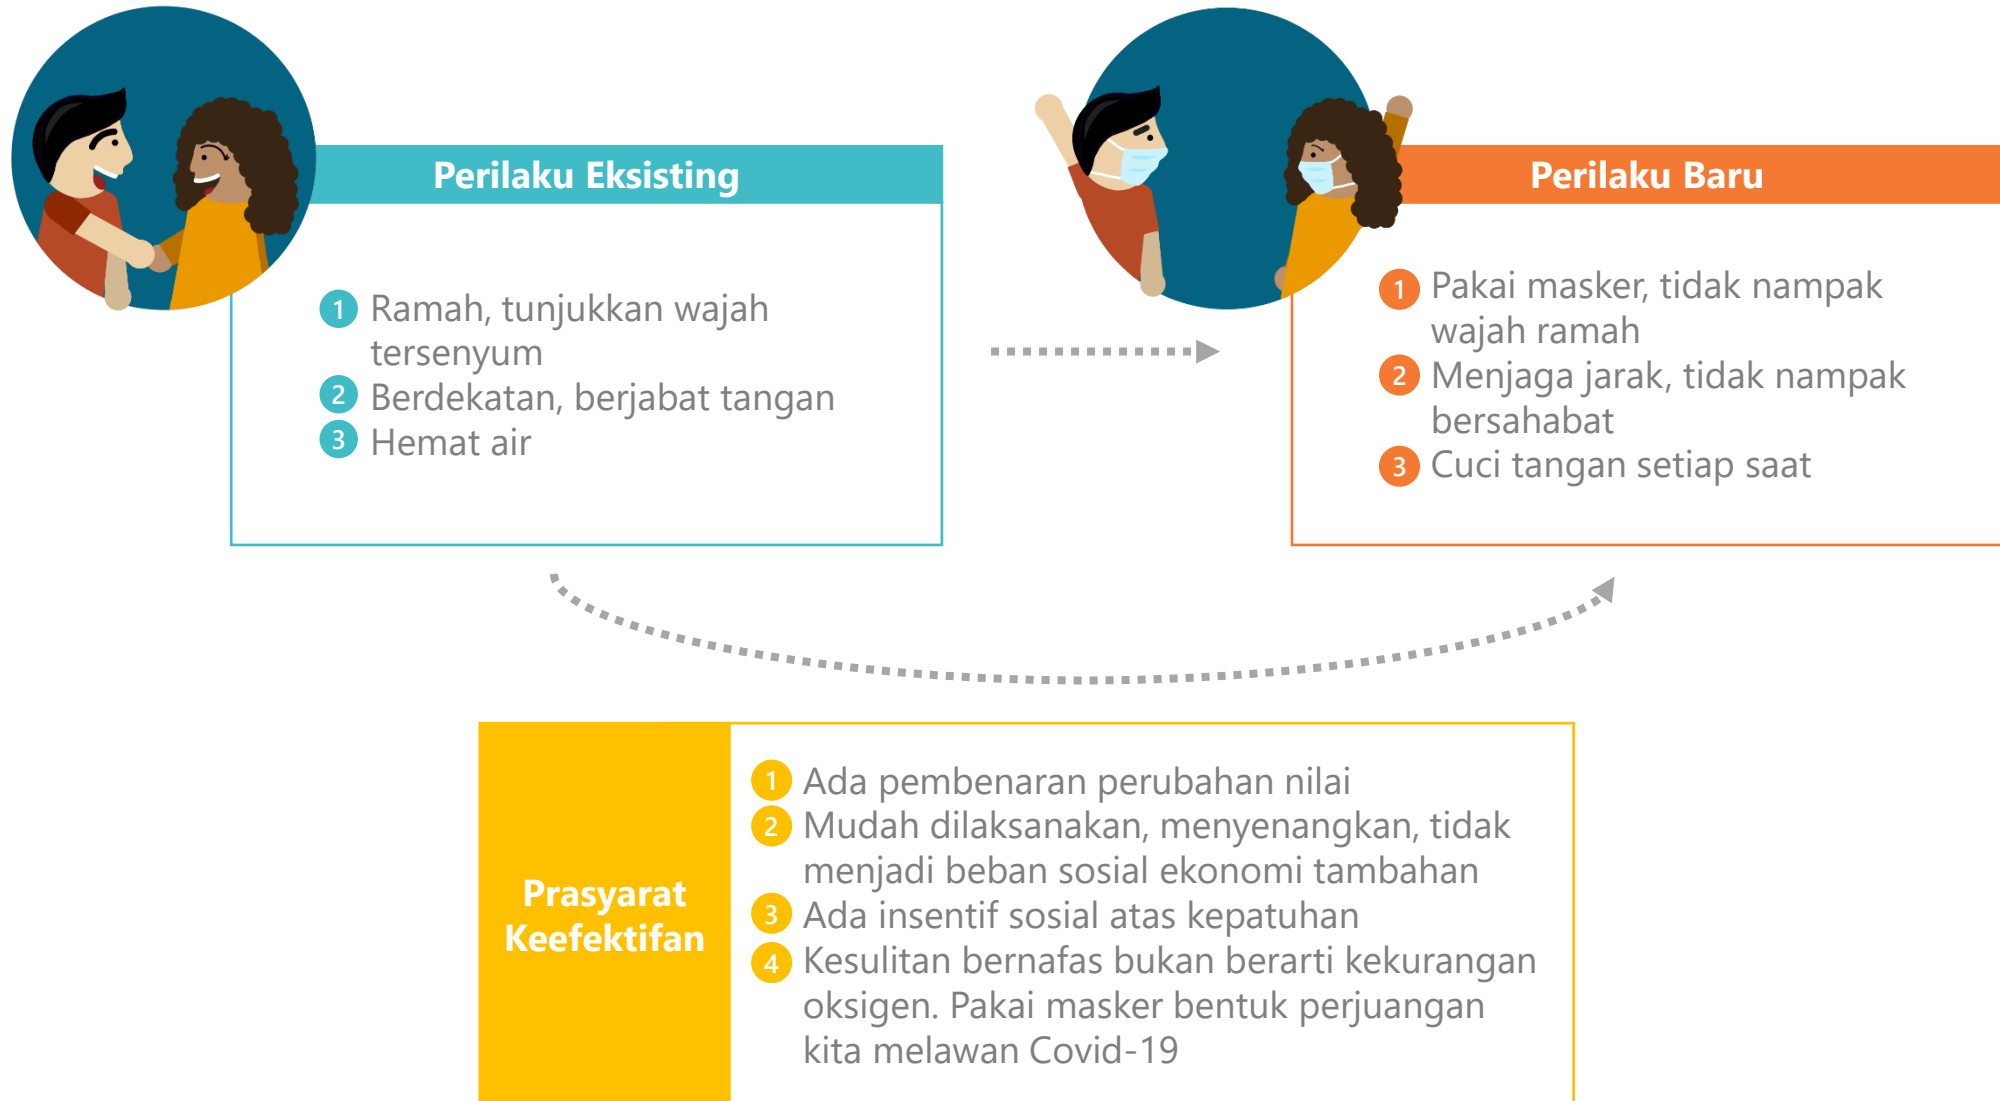 Perilaku Eksisting
1 Ramah, tunjukkan wajah
tersenyum
2 Berdekatan, berjabat tangan
3 Hemat air
Perilaku Baru
1 Pakai masker, tidak nampak
wajah ramah
2 Menjaga jarak, tidak nampak
bersahabat
3 Cuci tangan setiap saat
Prasyarat
Keefektifan
1 Ada pembenaran perubahan nilai
2 Mudah dilaksanakan, menyenangkan, tidak
menjadi beban sosial ekonomi tambahan
3 Ada insentif sosial atas kepatuhan
4 Kesulitan bernafas bukan berarti kekurangan
oksigen. Pakai masker bentuk perjuangan
kita melawan Covid-19